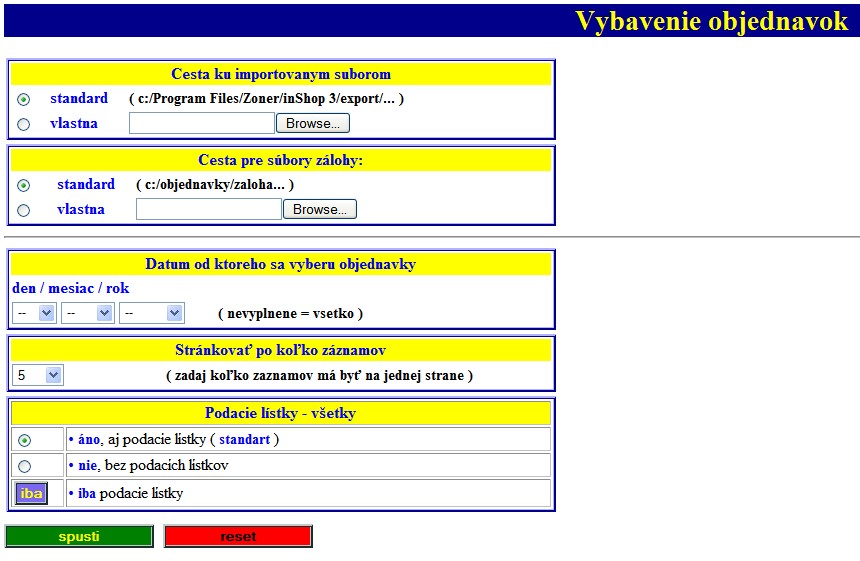 Vybavenie objednavok
Cesta ku importovanym suborom
standard ( c:/Program Files/Zoner/inShop 3/export/... )
vlastna Browse...
Cesta pre súbory zálohy:
standard ( c:/objednavky/zaloha... )
vlastna Browse...
Datum od ktoreho sa vyberu objednavky
den / mesiac / rok
-- -- -- ( nevyplnene = vsetko )
Stránkovať po koľko záznamov
5 ( zadaj koľko zaznamov má byť na jednej strane )
Podacie lístky - všetky
• áno, aj podacie lístky ( standart )
• nie, bez podacích lístkov
iba • iba podacie lístky
spusti reset